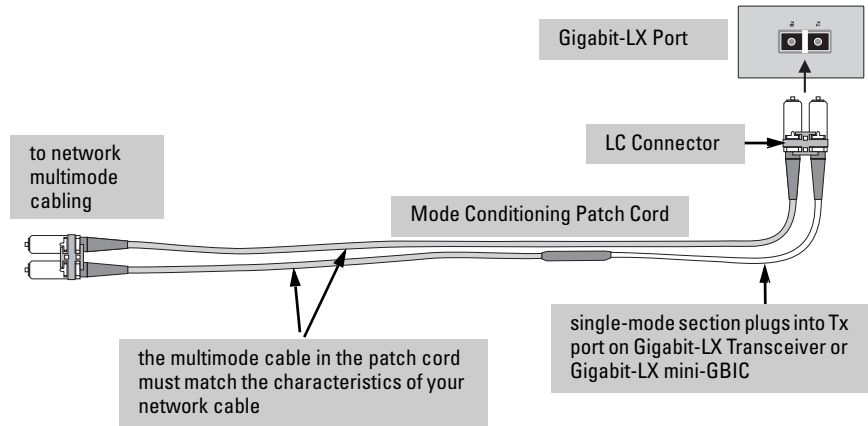 Gigabit-LX Port
LC Connector
to network
multimode
cabling
Mode Conditioning Patch Cord
the multimode cable in the patch cord
must match the characteristics of your
network cable
single-mode section plugs into Tx
port on Gigabit-LX Transceiver or
Gigabit-LX mini-GBIC